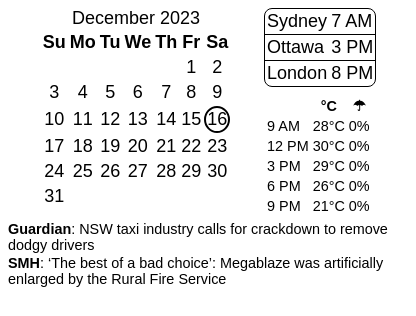 December 2023
Su Mo Tu We Th Fr Sa
1 2
3 4 5 6 7 8 9
10 11 12 13 14 15 16
17 18 19 20 21 22 23
24 25 26 27 28 29 30
31
Sydney 7 AM
Ottawa 3 PM
London 8 PM
°C ☂
9 AM 28°C 0%
12 PM 30°C 0%
3 PM 29°C 0%
6 PM 26°C 0%
9 PM 21°C 0%
Guardian: NSW taxi industry calls for crackdown to remove
dodgy drivers
SMH: ‘The best of a bad choice’: Megablaze was artificially
enlarged by the Rural Fire Service